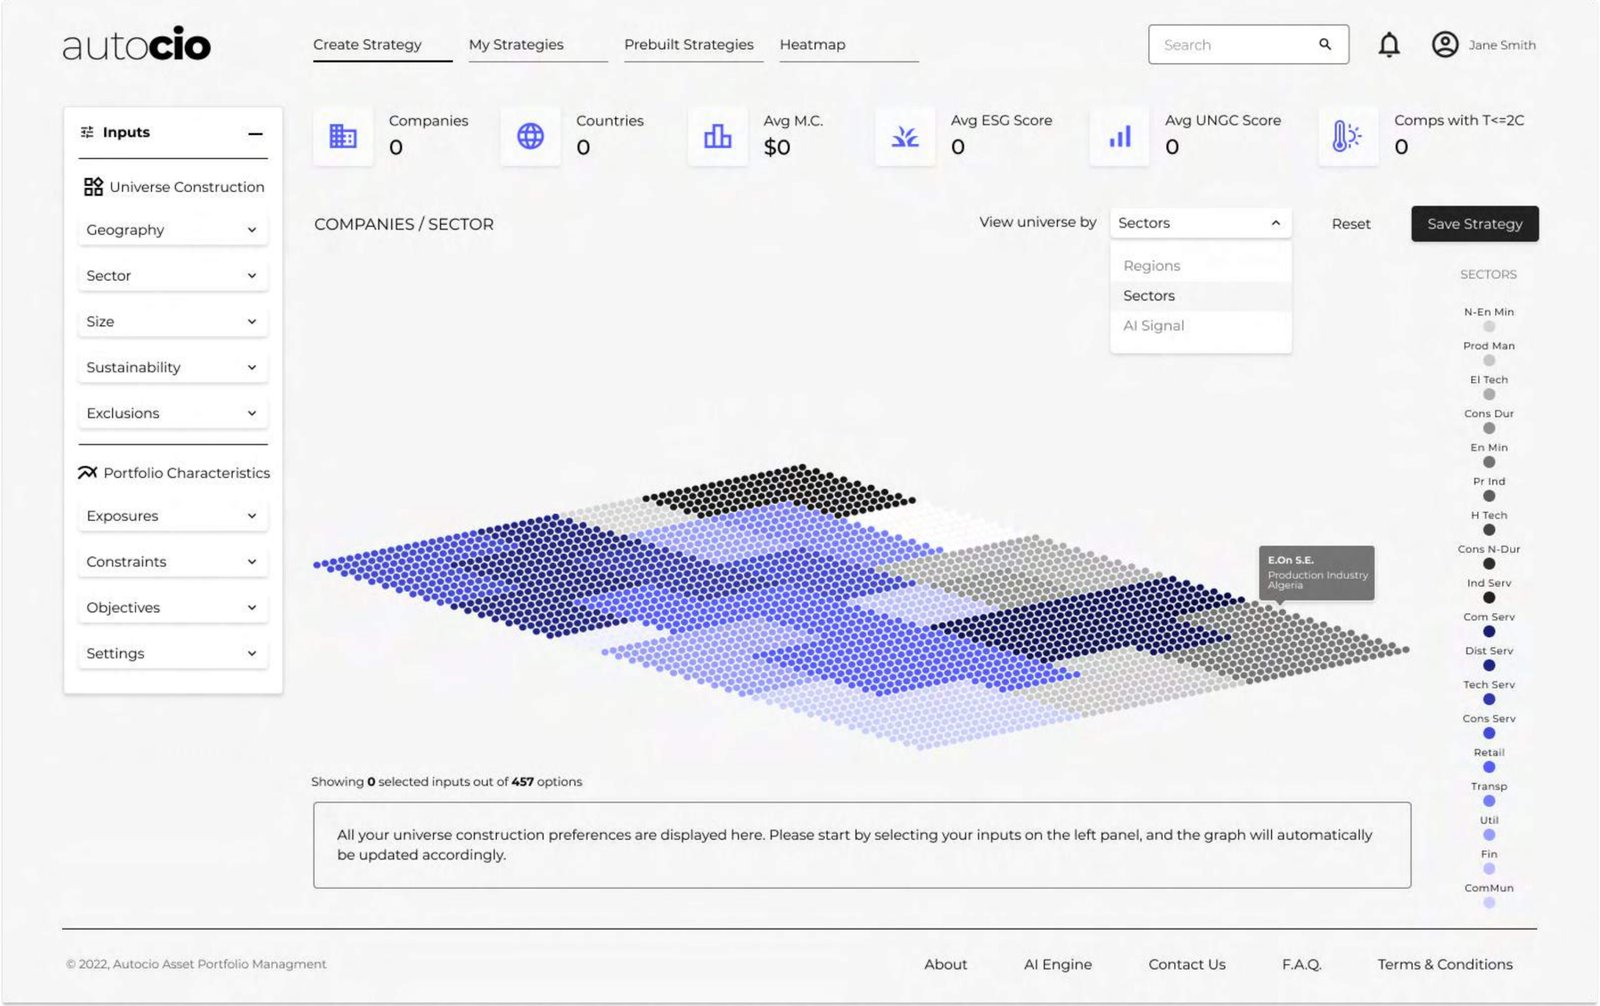 autocio
Create Strategy
My Strategies
Prebuilt Strategies
Heatmap
Search
Jane Smith
Inputs
Universe Construction
Geography
Sector
Size
Sustainability
Exclusions
Portfolio Characteristics
Exposures
Constraints
Objectives
Settings
Companies
0
Countries
0
Avg M.C.
$0
Avg ESG Score
0
Avg UNGC Score
0
Comps with T<=2C
0
COMPANIES / SECTOR
View universe by
Sectors
Regions
Sectors
AI Signal
Reset
Save Strategy
SECTORS
N-En Min
Prod Man
El Tech
Cons Dur
En Min
Pr Ind
H Tech
Cons N-Dur
Ind Serv
Com Serv
Dist Serv
Tech Serv
Cons Serv
Retail
Transp
Util
Fin
ComMun
E.On S.E.
Production Industry
Algeria
Showing 0 selected inputs out of 457 options
All your universe construction preferences are displayed here. Please start by selecting your inputs on the left panel, and the graph will automatically
be updated accordingly.
© 2022, Autocio Asset Portfolio Managment
About
AI Engine
Contact Us
F.A.Q.
Terms & Conditions